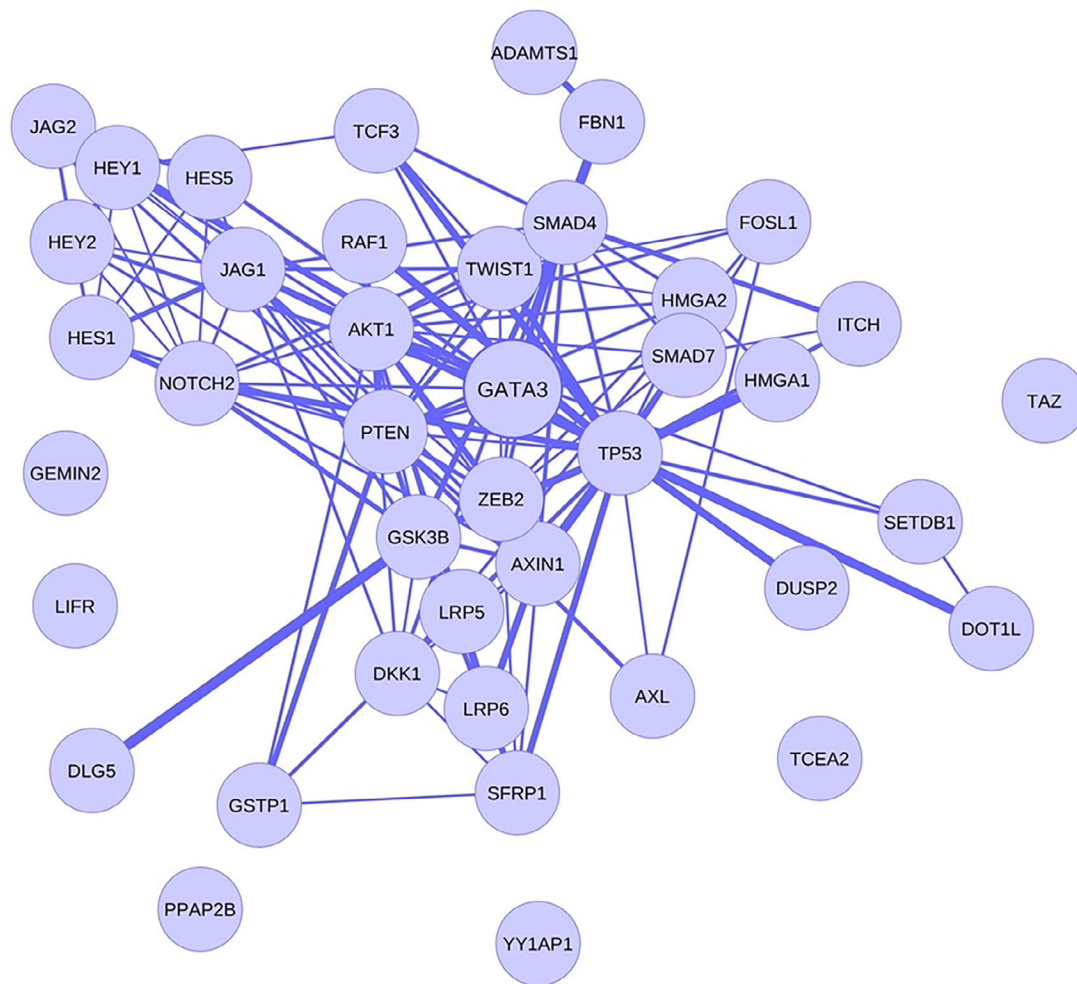 ADAMTS1
FBN1
JAG2
TCF3
HEY1
HES5
SMAD4
FOSL1
HEY2
RAF1
JAG1
TWIST1
HMGA2
ITCH
HES1
AKT1
SMAD7
NOTCH2
GATA3
HMGA1
TAZ
PTEN
TP53
GEMIN2
ZEB2
SETDB1
GSK3B
AXIN1
DUSP2
LIFR
LRP5
DOT1L
DKK1
LRP6
AXL
TCEA2
DLG5
SFRP1
GSTP1
PPAP2B
YY1AP1